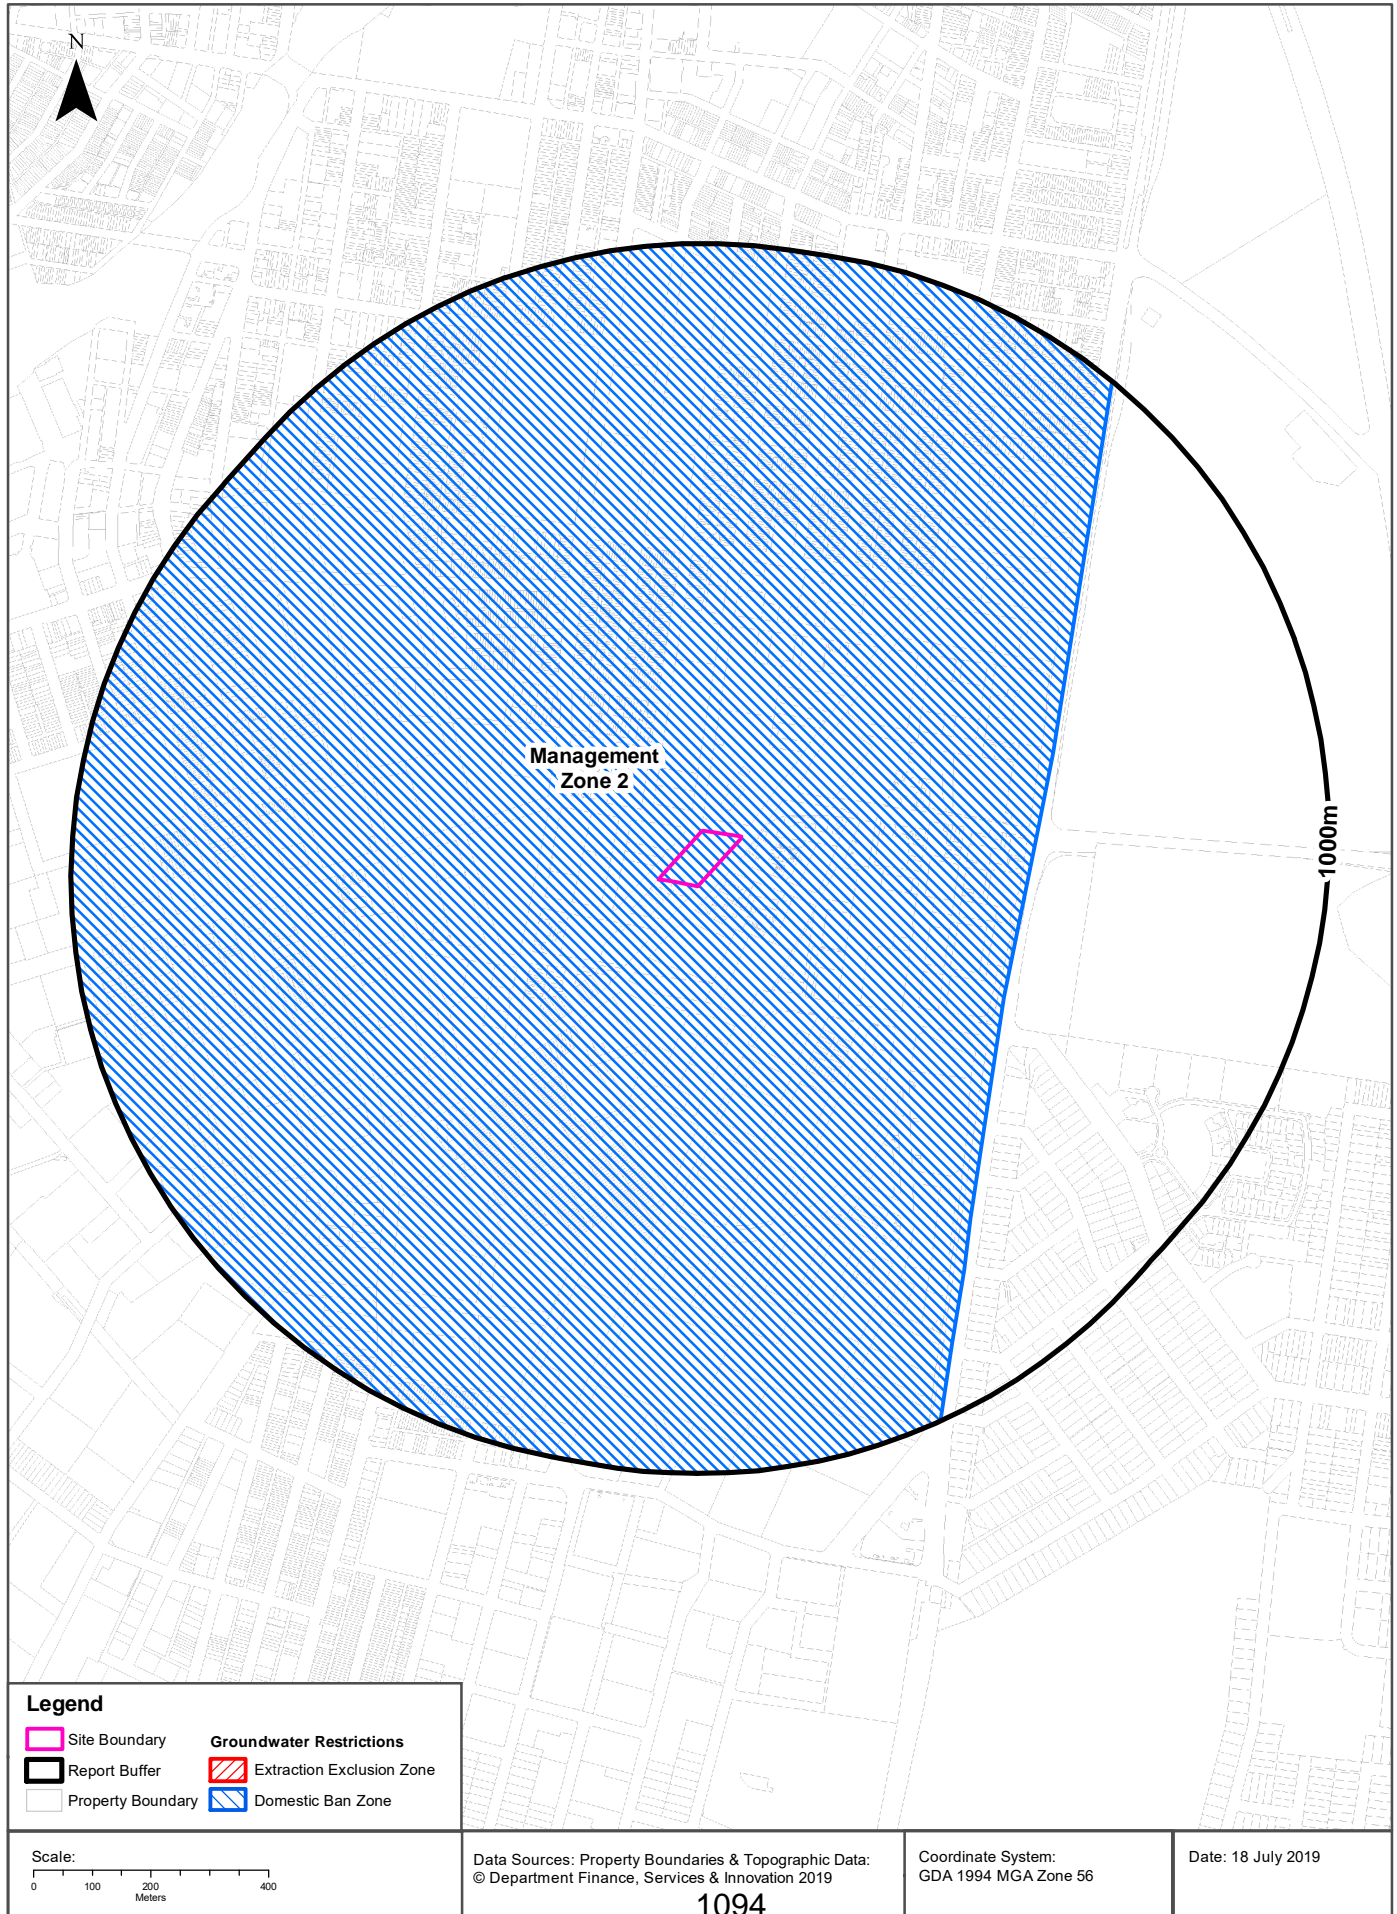 N
Management
Zone 2
1000m
Legend
Site Boundary
Report Buffer
Property Boundary
Groundwater Restrictions
Extraction Exclusion Zone
Domestic Ban Zone
Scale:
0 100 200 400
Meters
Data Sources: Property Boundaries & Topographic Data:
© Department Finance, Services & Innovation 2019
1094
Coordinate System:
GDA 1994 MGA Zone 56
Date: 18 July 2019